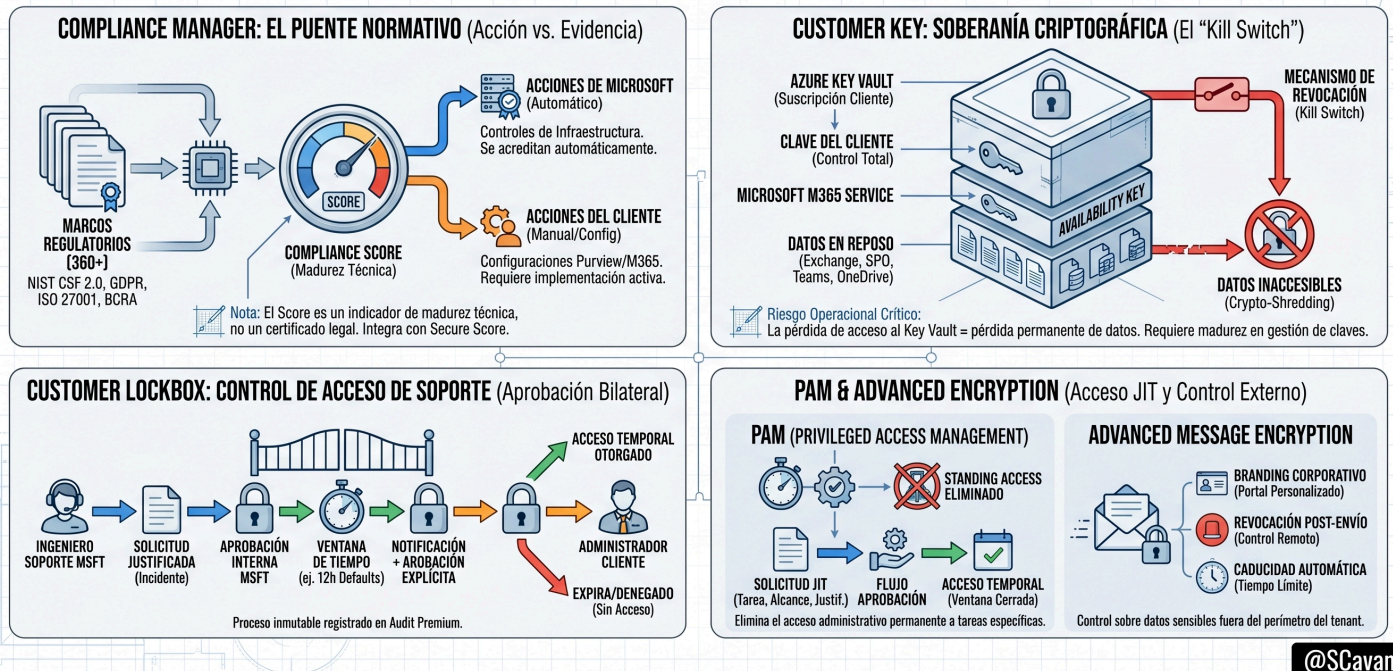 COMPLIANCE MANAGER: EL PUENTE NORMATIVO (Acción vs. Evidencia)
MARCOS
REGULATORIOS
(360+)
NIST CSF 2.0, GDPR,
ISO 27001, BCRA
SCORE
COMPLIANCE SCORE
(Madurez Técnica)
ACCIONES DE MICROSOFT
(Automático)
Controles de Infraestructura.
Se acreditan automáticamente.
ACCIONES DEL CLIENTE
(Manual/Config)
Configuraciones Purview/M365.
Requiere implementación activa.
Nota: El Score es un indicador de madurez técnica,
no un certificado legal. Integra con Secure Score.
CUSTOMER KEY: SOBERANÍA CRIPTOGRÁFICA (El “Kill Switch”)
AZURE KEY VAULT
(Suscripción Cliente)
CLAVE DEL CLIENTE
(Control Total)
MICROSOFT M365 SERVICE
DATOS EN REPOSO
(Exchange, SPO,
Teams, OneDrive)
AVAILABILITY KEY
MECANISMO DE
REVOCACIÓN
(Kill Switch)
DATOS INACCESIBLES
(Crypto-Shredding)
Riesgo Operacional Crítico:
La pérdida de acceso al Key Vault = pérdida permanente de datos. Requiere madurez en gestión de claves.
CUSTOMER LOCKBOX: CONTROL DE ACCESO DE SOPORTE (Aprobación Bilateral)
INGENIERO
SOPORTE MSFT
SOLICITUD
JUSTIFICADA
(Incidente)
APROBACIÓN
INTERNA
MSFT
VENTANA
DE TIEMPO
(ej. 12h Defaults)
NOTIFICACIÓN
+ AROBACIÓN
EXPLÍCITA
ACCESO TEMPORAL
OTORGADO
ADMINISTRADOR
CLIENTE
EXPIRA/DENEGADO
(Sin Acceso)
Proceso inmutable registrado en Audit Premium.
PAM & ADVANCED ENCRYPTION (Acceso JIT y Control Externo)
PAM (PRIVILEGED ACCESS MANAGEMENT)
STANDING ACCESS
ELIMINADO
SOLICITUD JIT
(Tarea, Alcance, Justif.)
FLUJO
APROBACIÓN
ACCESO TEMPORAL
(Ventana Cerrada)
Elimina el acceso administrativo permanente a tareas específicas.
ADVANCED MESSAGE ENCRYPTION
BRANDING CORPORATIVO
(Portal Personalizado)
REVOCACIÓN POST-ENVÍO
(Control Remoto)
CADUCIDAD AUTOMÁTICA
(Tiempo Límite)
Control sobre datos sensibles fuera del perímetro del tenant.
@SCavan